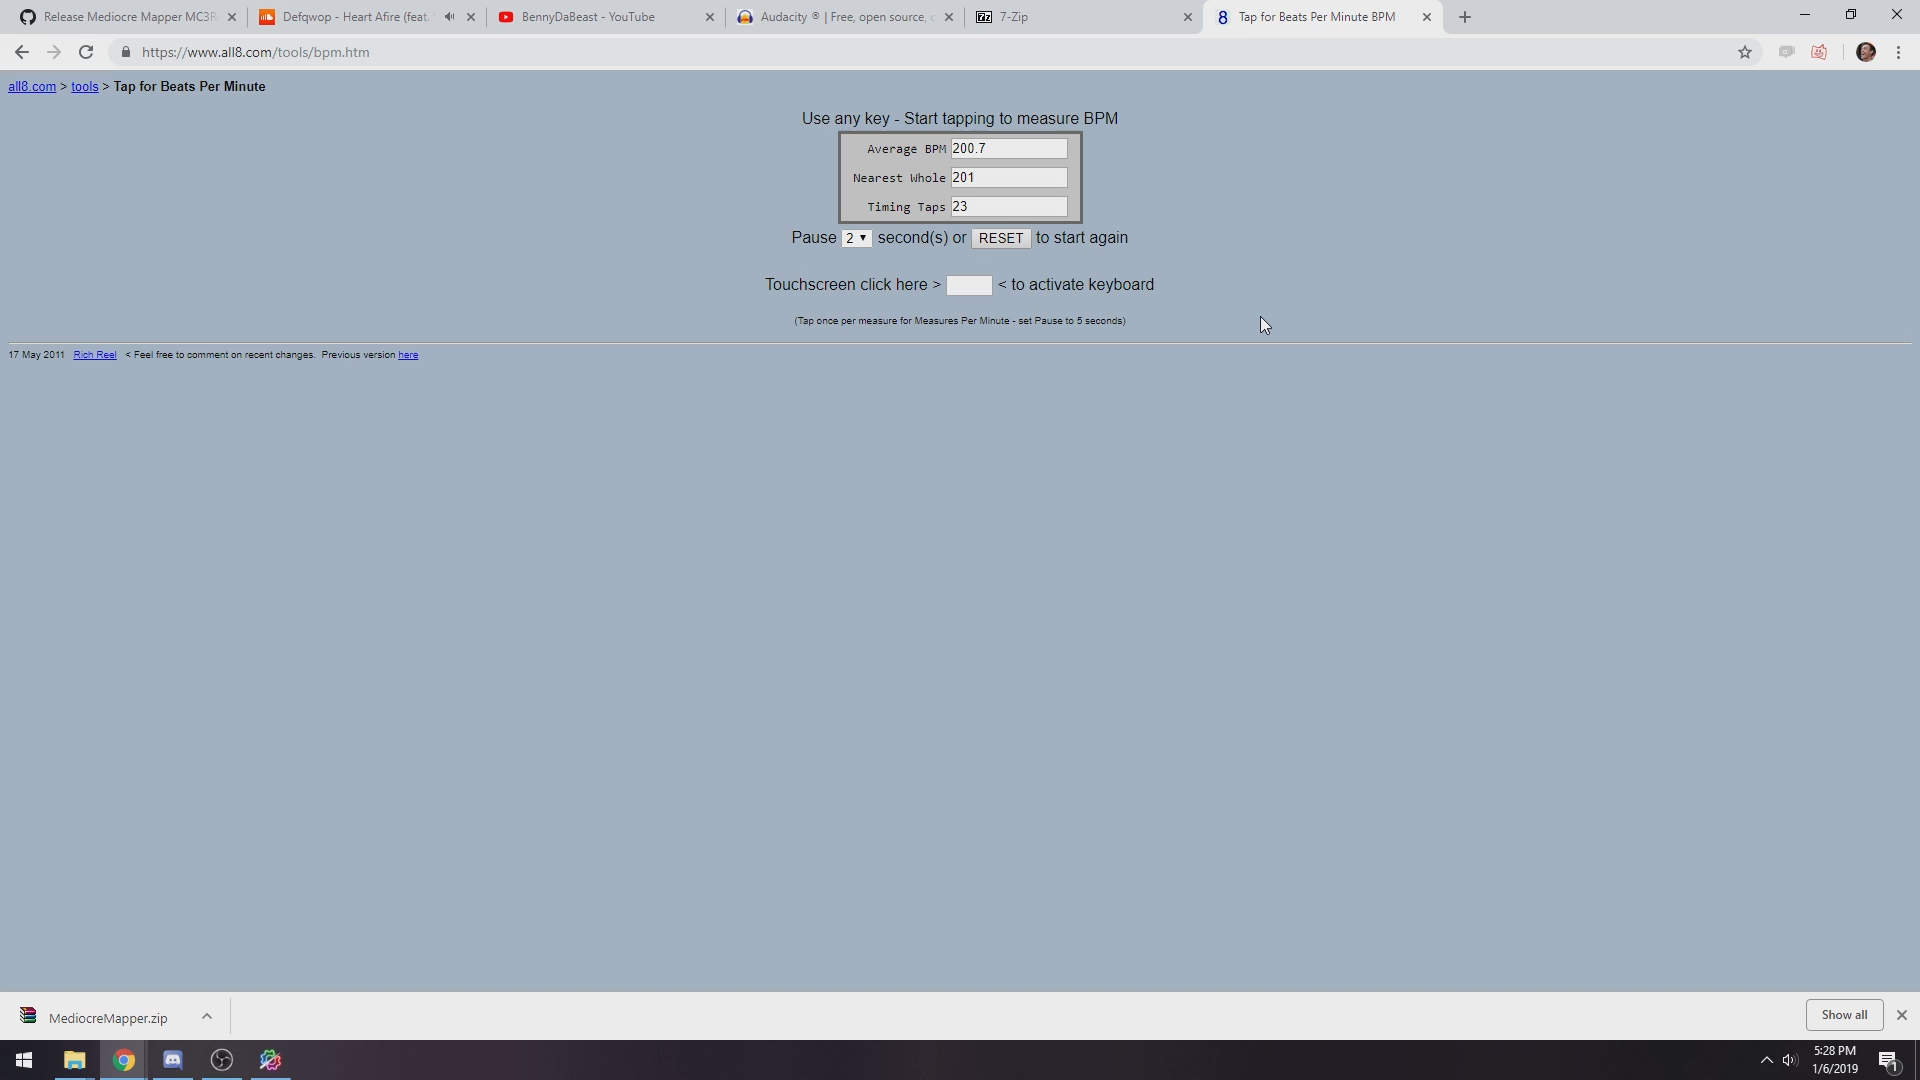 Release Mediocre Mapper MC3R
Defqwop - Heart Afire (feat.
BennyDaBeast - YouTube
Audacity ® | Free, open source,
7z 7-Zip
8 Tap for Beats Per Minute BPM
https://www.all8.com/tools/bpm.htm
all8.com > tools > Tap for Beats Per Minute
Use any key - Start tapping to measure BPM
Average BPM 200.7
Nearest Whole 201
Timing Taps 23
Pause 2 second(s) or RESET to start again
Touchscreen click here > < to activate keyboard
(Tap once per measure for Measures Per Minute - set Pause to 5 seconds)
17 May 2011 Rich Reel < Feel free to comment on recent changes. Previous version here
MediocreMapper.zip
Show all
5:28 PM
1/6/2019
1